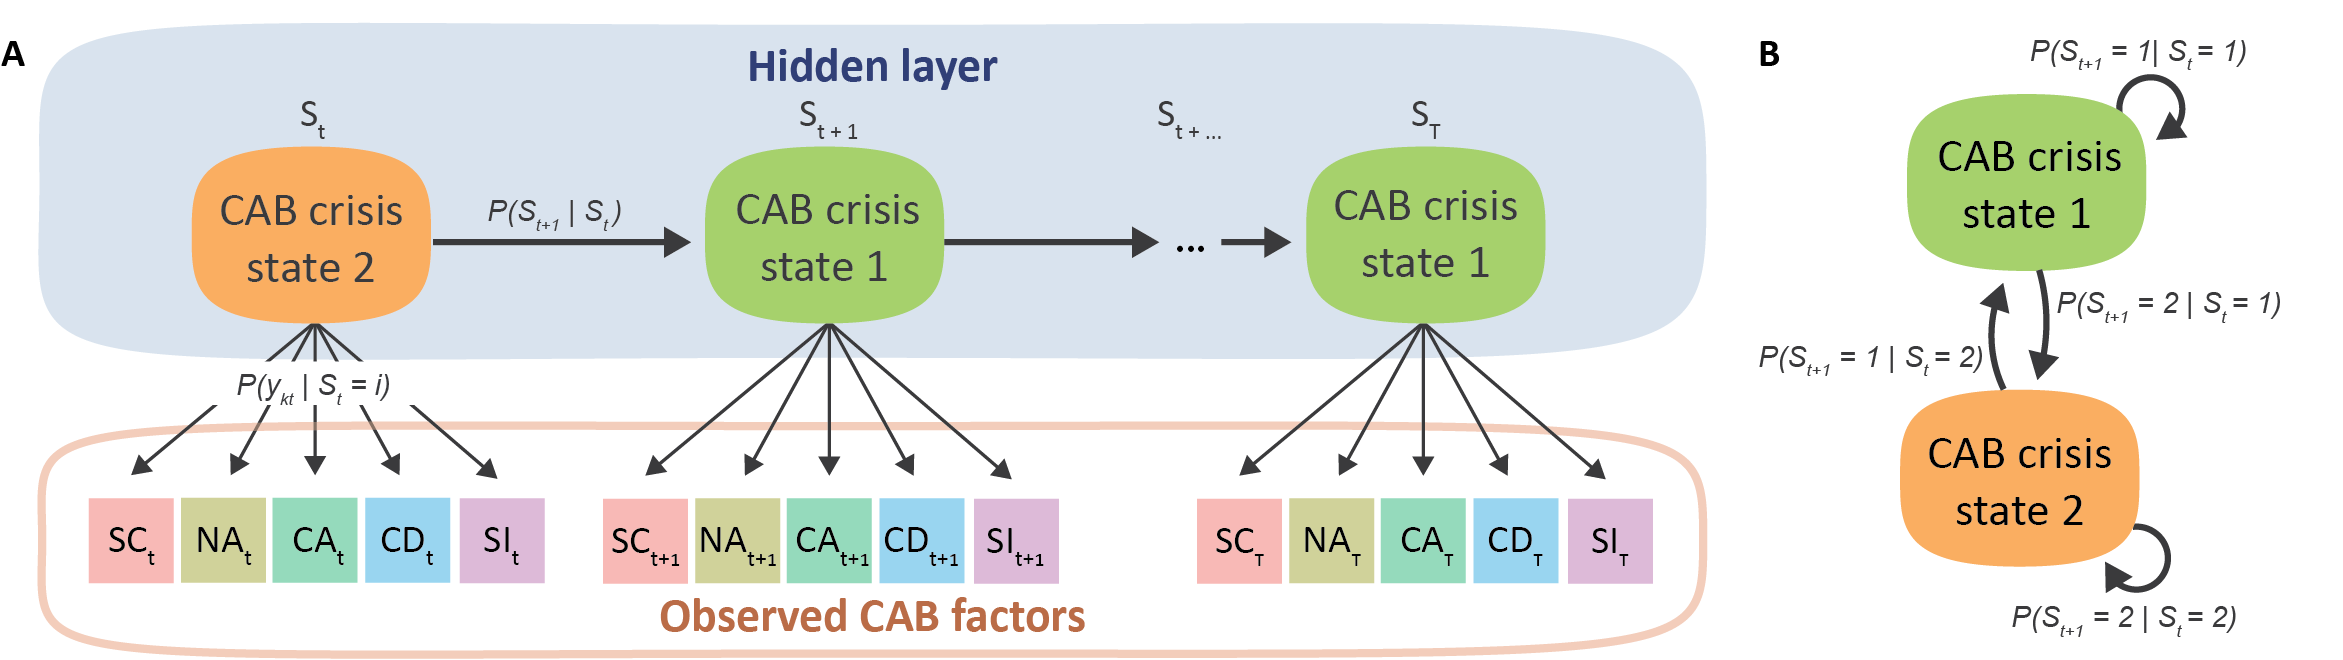 A
Hidden layer
S_t
S_{t + 1}
S_{t + ...}
S_T
CAB crisis
state 2
P(S_{t+1} | S_t)
CAB crisis
state 1
...
CAB crisis
state 1
P(y_{kt} | S_t = i)
SC_t NA_t CA_t CD_t SI_t
SC_{t+1} NA_{t+1} CA_{t+1} CD_{t+1} SI_{t+1}
SC_T NA_T CA_T CD_T SI_T
Observed CAB factors
B
P(S_{t+1} = 1| S_t = 1)
CAB crisis
state 1
P(S_{t+1} = 2 | S_t = 1)
P(S_{t+1} = 1 | S_t = 2)
CAB crisis
state 2
P(S_{t+1} = 2 | S_t = 2)